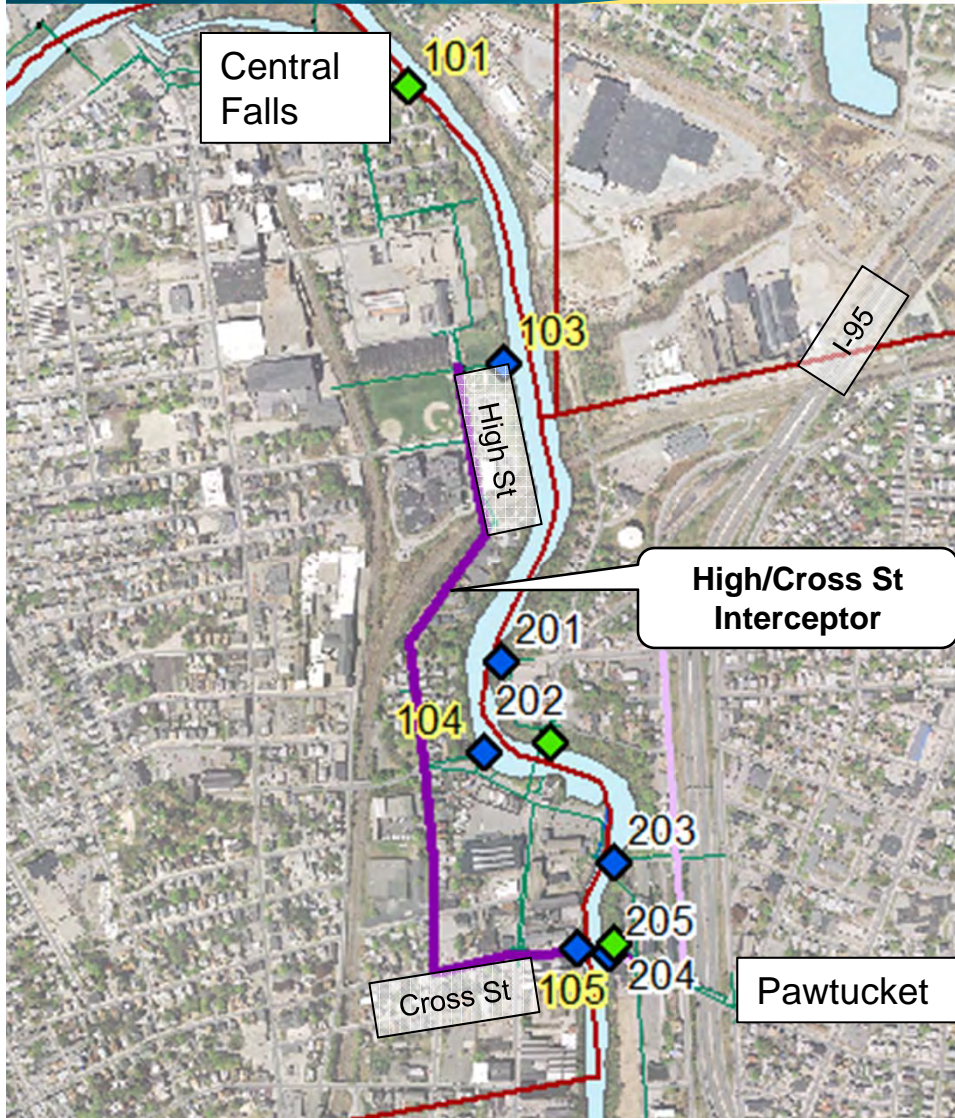 Central
Falls
101
103
I-95
High St
High/Cross St
Interceptor
201
202
104
203
205
204
105
Cross St
Pawtucket